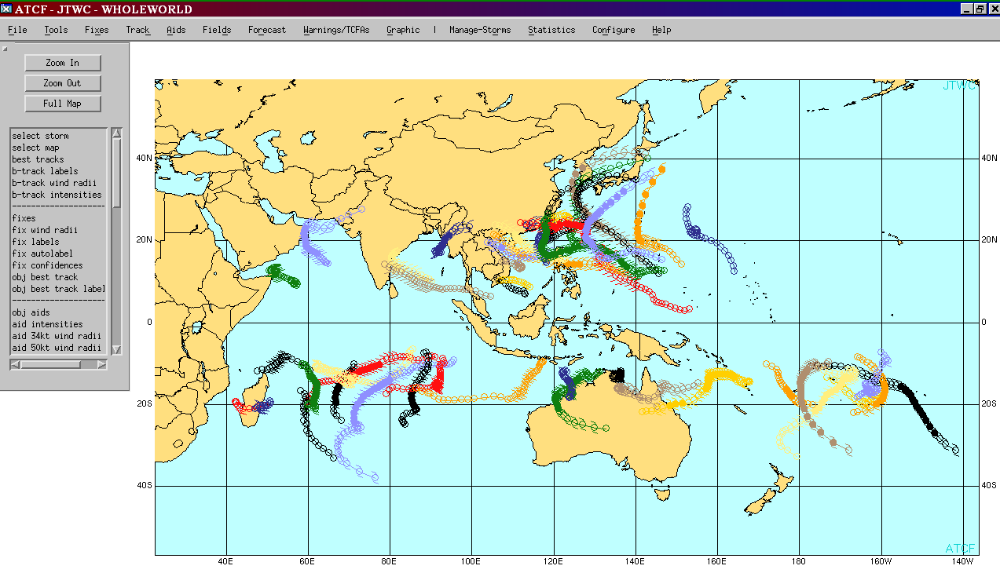 ATCF - JTWC - WHOLEWORLD
File Tools Fixes Track Aids Fields Forecast Warnings/TCFAs Graphic | Manage-Storms Statistics Configure Help
Zoom In
Zoom Out
Full Map
select storm
select map
best tracks
b-track labels
b-track wind radii
b-track intensities
--------------------
fixes
fix wind radii
fix labels
fix autolabel
fix confidences
obj best track
obj best track label
--------------------
obj aids
aid intensities
aid 34kt wind radii
aid 50kt wind radii
JTWC
40N 40N
20N 20N
0 0
20S 20S
40S 40S
ATCF
40E 60E 80E 100E 120E 140E 160E 180 160W 140W